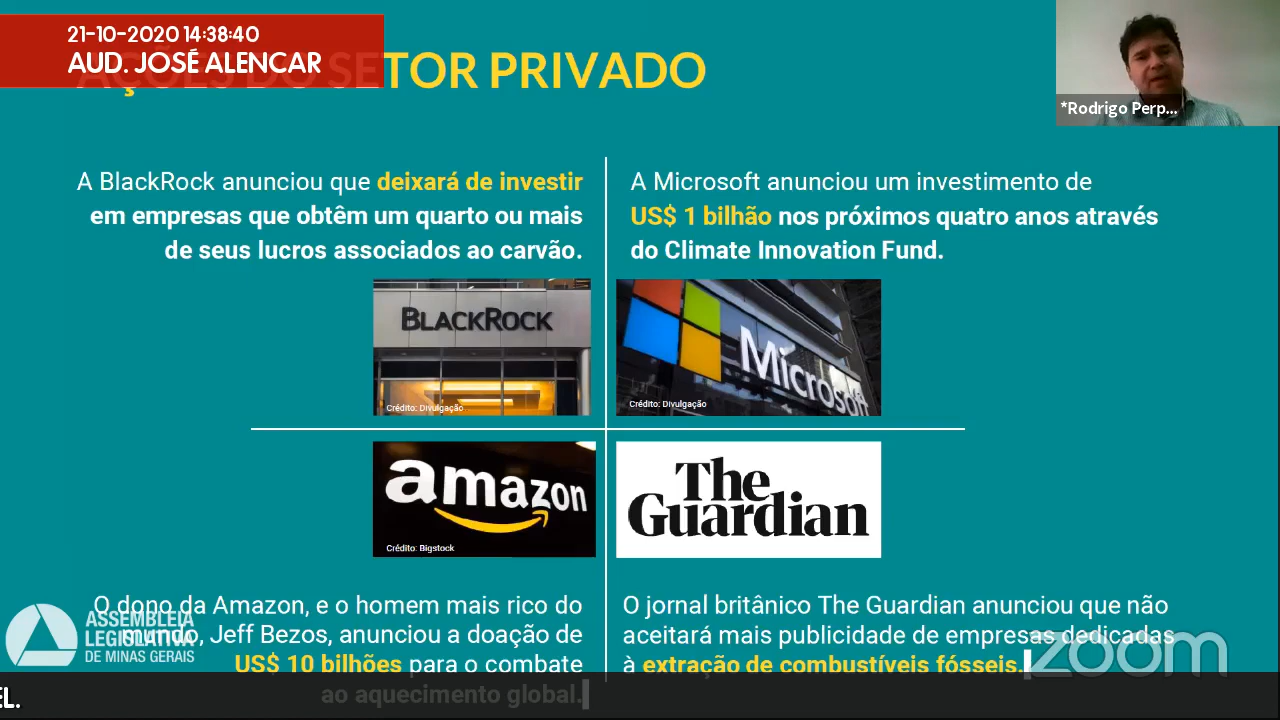 21-10-2020 14:38:40
AUD. JOSÉ ALENCAR
AÇÕES DO SETOR PRIVADO
*Rodrigo Perp...
A BlackRock anunciou que deixará de investir
em empresas que obtêm um quarto ou mais
de seus lucros associados ao carvão.
A Microsoft anunciou um investimento de
US$ 1 bilhão nos próximos quatro anos através
do Climate Innovation Fund.
BLACKROCK
Crédito: Divulgação
Microsoft
Crédito: Divulgação
amazon
Crédito: Bigstock
The
Guardian
O dono da Amazon, e o homem mais rico do
mundo, Jeff Bezos, anunciou a doação de
US$ 10 bilhões para o combate
ao aquecimento global.
O jornal britânico The Guardian anunciou que não
aceitará mais publicidade de empresas dedicadas
à extração de combustíveis fósseis.
ASSEMBLEIA
LEGISLATIVA
DE MINAS GERAIS
zoom
EL.